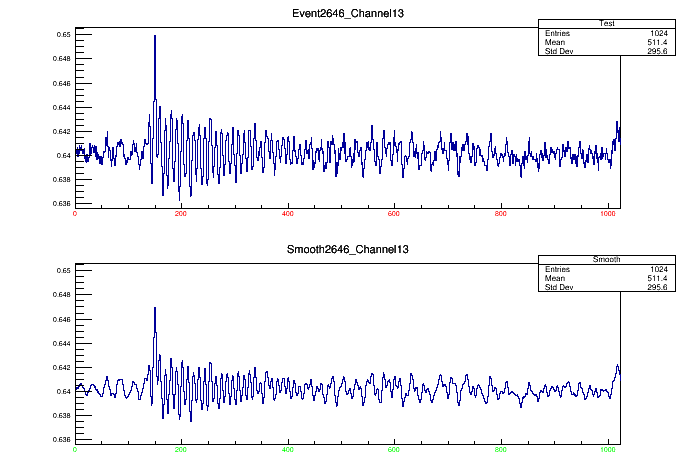 Event2646_Channel13
Test
Entries 1024
Mean 511.4
Std Dev 295.6
0.65
0.648
0.646
0.644
0.642
0.64
0.638
0.636
0 200 400 600 800 1000
Smooth2646_Channel13
Smooth
Entries 1024
Mean 511.4
Std Dev 295.6
0.65
0.648
0.646
0.644
0.642
0.64
0.638
0.636
0 200 400 600 800 1000